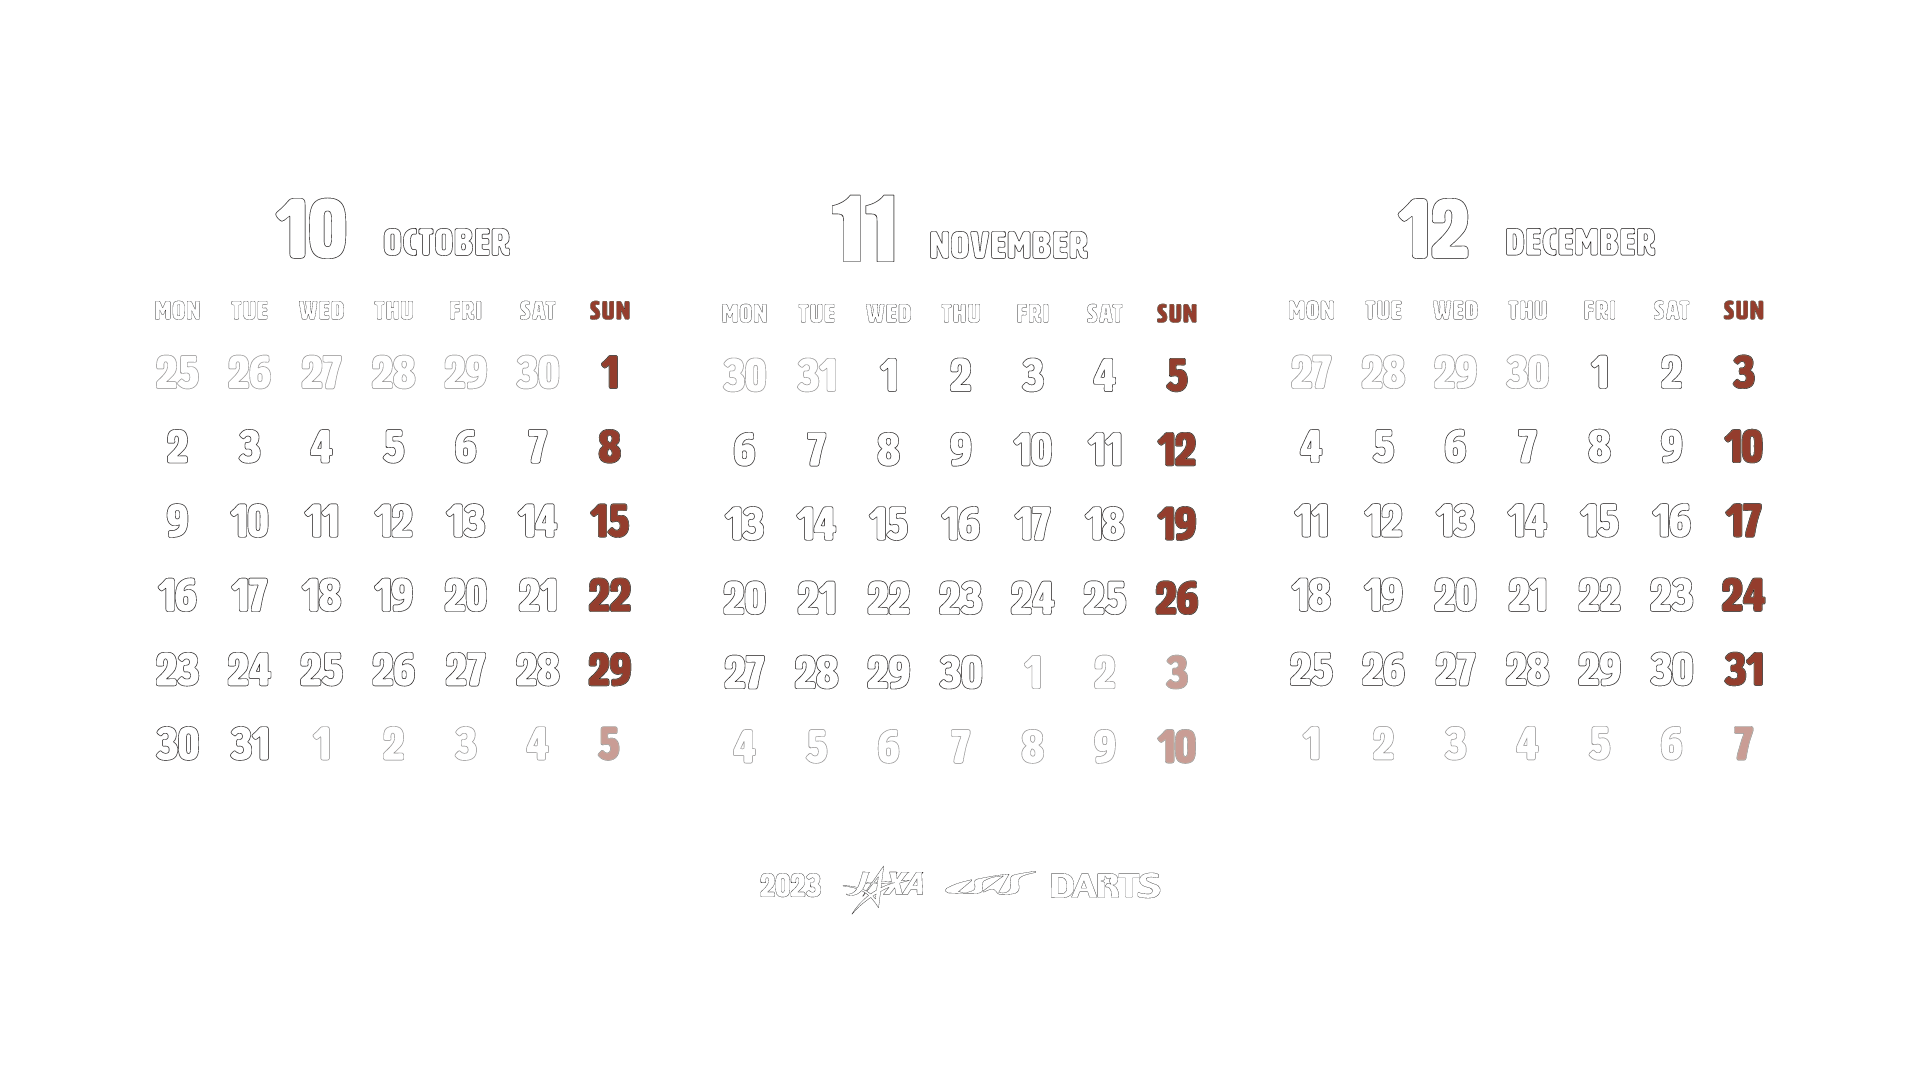 10 OCTOBER
MON TUE WED THU FRI SAT SUN
25 26 27 28 29 30 1
2 3 4 5 6 7 8
9 10 11 12 13 14 15
16 17 18 19 20 21 22
23 24 25 26 27 28 29
30 31 1 2 3 4 5
11 NOVEMBER
MON TUE WED THU FRI SAT SUN
30 31 1 2 3 4 5
6 7 8 9 10 11 12
13 14 15 16 17 18 19
20 21 22 23 24 25 26
27 28 29 30 1 2 3
4 5 6 7 8 9 10
12 DECEMBER
MON TUE WED THU FRI SAT SUN
27 28 29 30 1 2 3
4 5 6 7 8 9 10
11 12 13 14 15 16 17
18 19 20 21 22 23 24
25 26 27 28 29 30 31
1 2 3 4 5 6 7
2023 JAXA ISAS DARTS